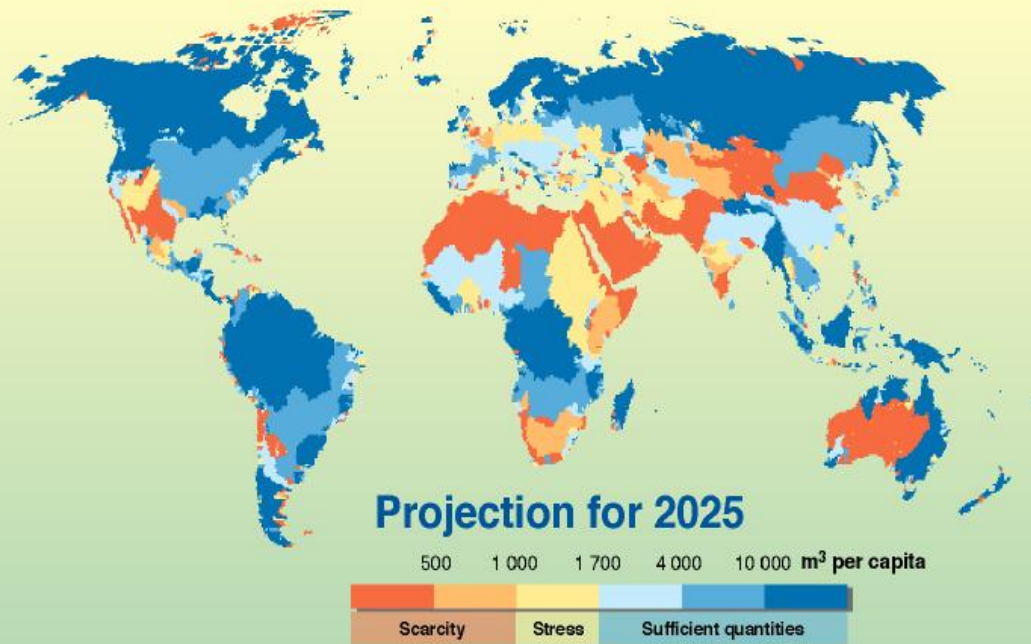 Projection for 2025
500 1 000 1 700 4 000 10 000 m³ per capita
Scarcity Stress Sufficient quantities